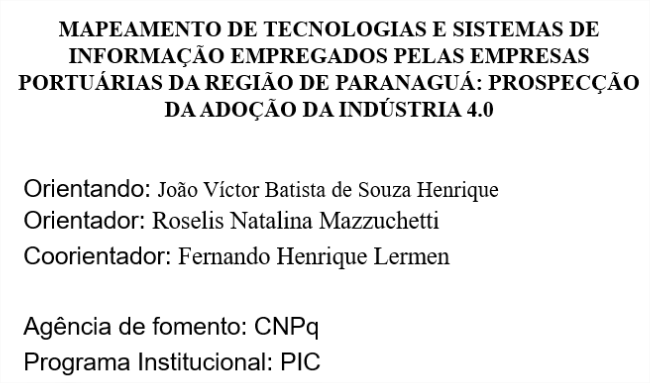 MAPEAMENTO DE TECNOLOGIAS E SISTEMAS DE
INFORMAÇÃO EMPREGADOS PELAS EMPRESAS
PORTUÁRIAS DA REGIÃO DE PARANAGUÁ: PROSPECÇÃO
DA ADOÇÃO DA INDÚSTRIA 4.0
Orientando: João Víctor Batista de Souza Henrique
Orientador: Roselis Natalina Mazzuchetti
Coorientador: Fernando Henrique Lermen
Agência de fomento: CNPq
Programa Institucional: PIC